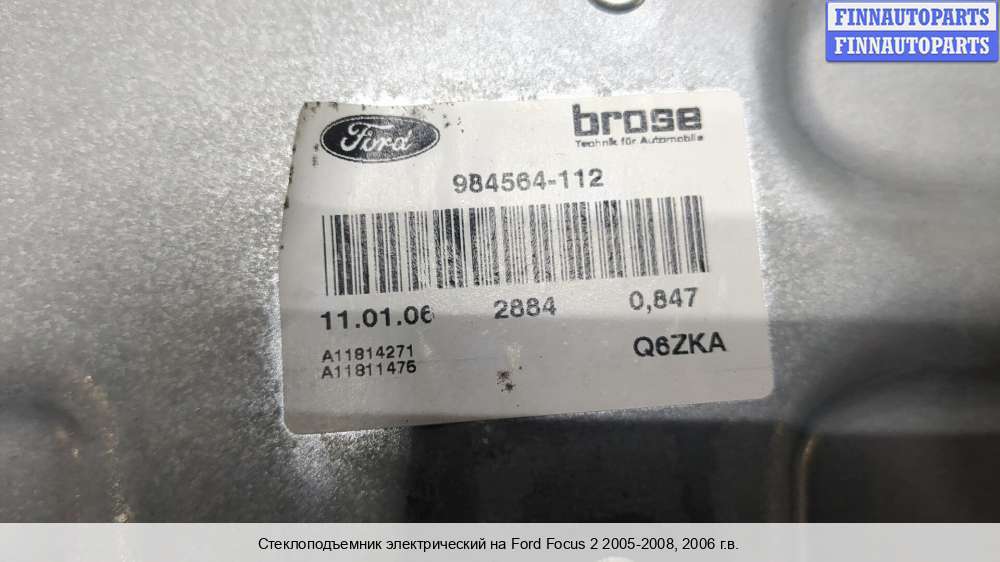 FINNAUTOPARTS
FINNAUTOPARTS
Ford
brose
Technik für Automobile
984564-112
11.01.06 2884 0,847
A11814271 Q6ZKA
A11811476
Стеклоподъемник электрический на Ford Focus 2 2005-2008, 2006 г.в.